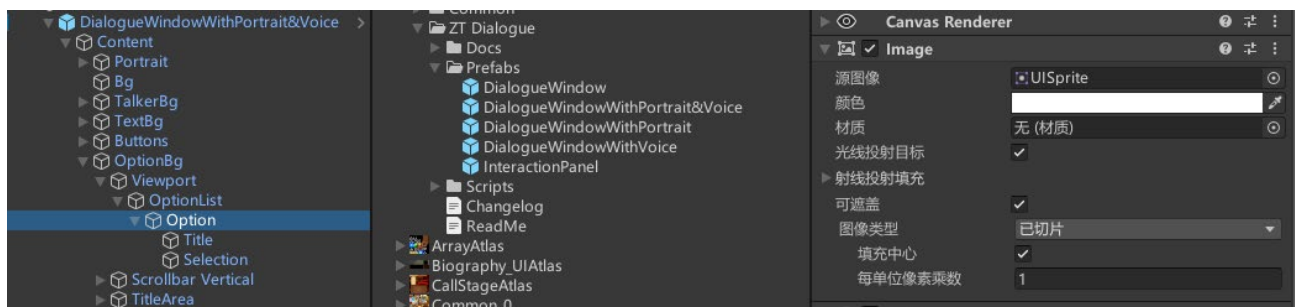 DialogueWindowWithPortrait&Voice
Content
Portrait
Bg
TalkerBg
TextBg
Buttons
OptionBg
Viewport
OptionList
Option
Title
Selection
Scrollbar Vertical
TitleArea
Common
ZT Dialogue
Docs
Prefabs
DialogueWindow
DialogueWindowWithPortrait&Voice
DialogueWindowWithPortrait
DialogueWindowWithVoice
InteractionPanel
Scripts
Changelog
ReadMe
ArrayAtlas
Biography_UIAtlas
CallStageAtlas
Common_0
Canvas Renderer
Image
源图像 UISprite
颜色
材质 无 (材质)
光线投射目标
射线投射填充
可遮盖
图像类型 已切片
填充中心
每单位像素乘数 1